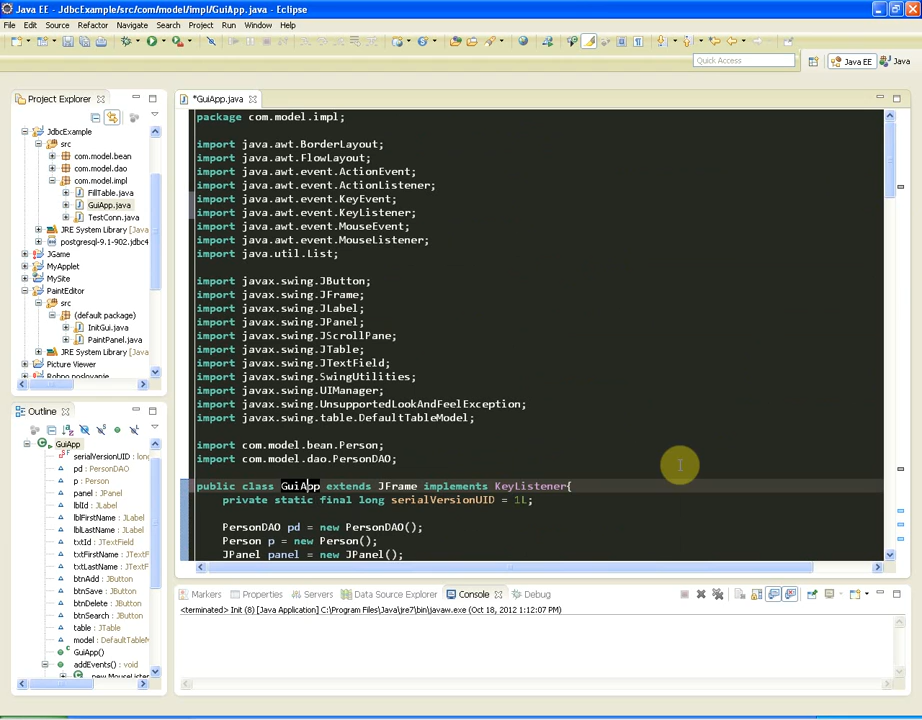 Java EE - JdbcExample/src/com/model/impl/GuiApp.java - Eclipse
File Edit Source Refactor Navigate Search Project Run Window Help
Quick Access
Java EE
Java
Project Explorer
JdbcExample
src
com.model.bean
com.model.dao
com.model.impl
FillTable.java
GuiApp.java
TestConn.java
JRE System Library [Java
postgresql-9.1-902.jdbc4
JGame
MyApplet
MySite
PaintEditor
src
(default package)
InitGui.java
PaintPanel.java
JRE System Library [Java
Picture Viewer
Robno poslovanje
Outline
GuiApp
serialVersionUID : long
pd : PersonDAO
p : Person
panel : JPanel
lblId : JLabel
lblFirstName : JLabel
lblLastName : JLabel
txtId : JTextField
txtFirstName : JTextField
txtLastName : JTextField
btnAdd : JButton
btnSave : JButton
btnDelete : JButton
btnSearch : JButton
table : JTable
model : DefaultTableM
GuiApp()
addEvents() : void
new MouseListener
*GuiApp.java
package com.model.impl;
import java.awt.BorderLayout;
import java.awt.FlowLayout;
import java.awt.event.ActionEvent;
import java.awt.event.ActionListener;
import java.awt.event.KeyEvent;
import java.awt.event.KeyListener;
import java.awt.event.MouseEvent;
import java.awt.event.MouseListener;
import java.util.List;
import javax.swing.JButton;
import javax.swing.JFrame;
import javax.swing.JLabel;
import javax.swing.JPanel;
import javax.swing.JScrollPane;
import javax.swing.JTable;
import javax.swing.JTextField;
import javax.swing.SwingUtilities;
import javax.swing.UIManager;
import javax.swing.UnsupportedLookAndFeelException;
import javax.swing.table.DefaultTableModel;
import com.model.bean.Person;
import com.model.dao.PersonDAO;
public class GuiApp extends JFrame implements KeyListener{
private static final long serialVersionUID = 1L;
PersonDAO pd = new PersonDAO();
Person p = new Person();
JPanel panel = new JPanel();
Markers Properties Servers Data Source Explorer Console Debug
<terminated> Init (8) [Java Application] C:\Program Files\Java\jre7\bin\javaw.exe (Oct 18, 2012 1:12:07 PM)